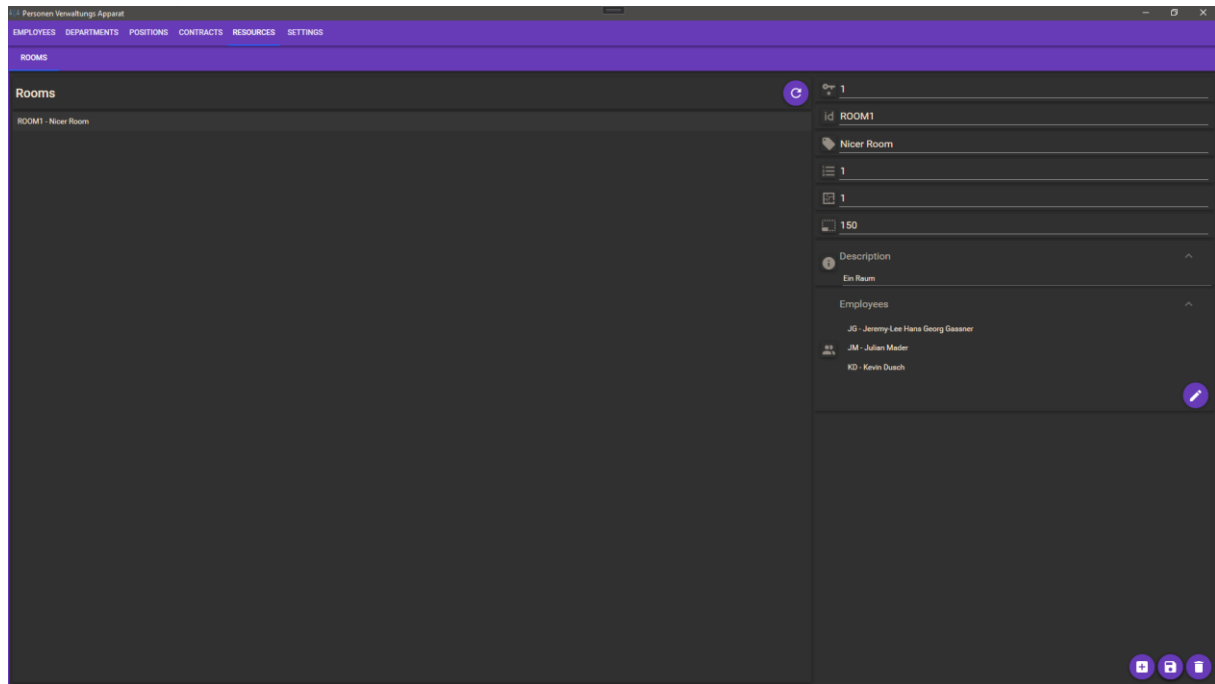 Personen Verwaltungs Apparat
EMPLOYEES DEPARTMENTS POSITIONS CONTRACTS RESOURCES SETTINGS
ROOMS
Rooms
ROOM1 - Nicer Room
1
id ROOM1
Nicer Room
1
1
150
Description
Ein Raum
Employees
JG - Jeremy-Lee Hans Georg Gassner
JM - Julian Mader
KD - Kevin Dusch